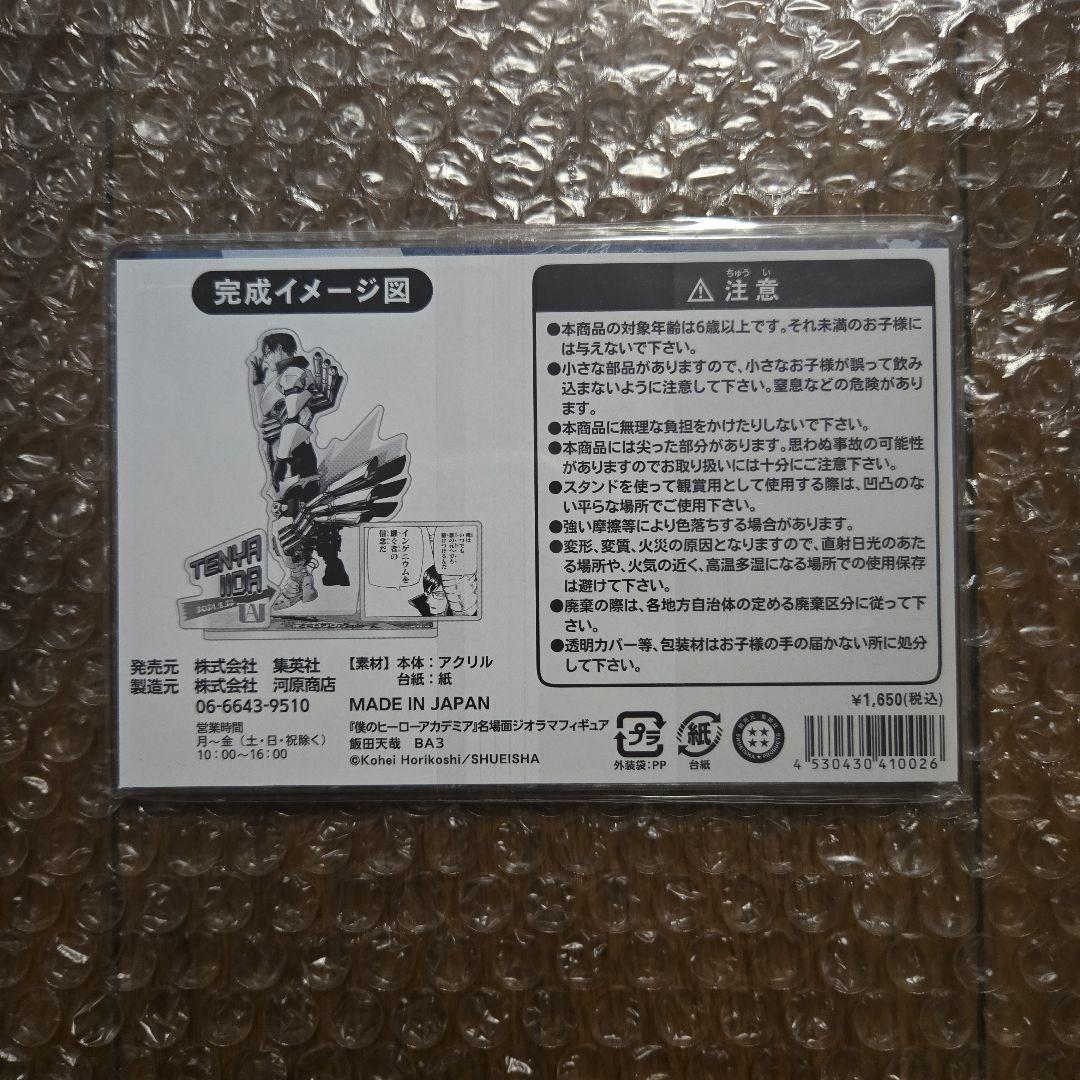 完成イメージ図
TENYA
IIDA
2024.8.22
UA
インゲニウムを
継ぐ者の
信念だ
発売元 株式会社 集英社
製造元 株式会社 河原商店
06-6643-9510
営業時間
月～金(土・日・祝除く)
10:00～16:00
【素材】本体:アクリル
台紙:紙
MADE IN JAPAN
『僕のヒーローアカデミア』名場面ジオラマフィギュア
飯田天哉 BA3
©Kohei Horikoshi/SHUEISHA
ちゅう い
注意
●本商品の対象年齢は6歳以上です。それ未満のお子様に
は与えないで下さい。
●小さな部品がありますので、小さなお子様が誤って飲み
込まないように注意して下さい。窒息などの危険があり
ます。
●本商品に無理な負担をかけたりしないで下さい。
●本商品には尖った部分があります。思わぬ事故の可能性
がありますのでお取り扱いには十分にご注意下さい。
●スタンドを使って観賞用として使用する際は、凹凸のな
い平らな場所でご使用下さい。
●強い摩擦等により色落ちする場合があります。
●変形、変質、火災の原因となりますので、直射日光のあた
る場所や、火気の近く、高温多湿になる場所での使用保存
は避けて下さい。
●廃棄の際は、各地方自治体の定める廃棄区分に従って下
さい。
●透明カバー等、包装材はお子様の手の届かない所に処分
して下さい。
¥1,650(税込)
プラ
外装袋:PP
紙
台紙
発売元・集英社
SHUEISHA PRODUCTS
4 530430 410026